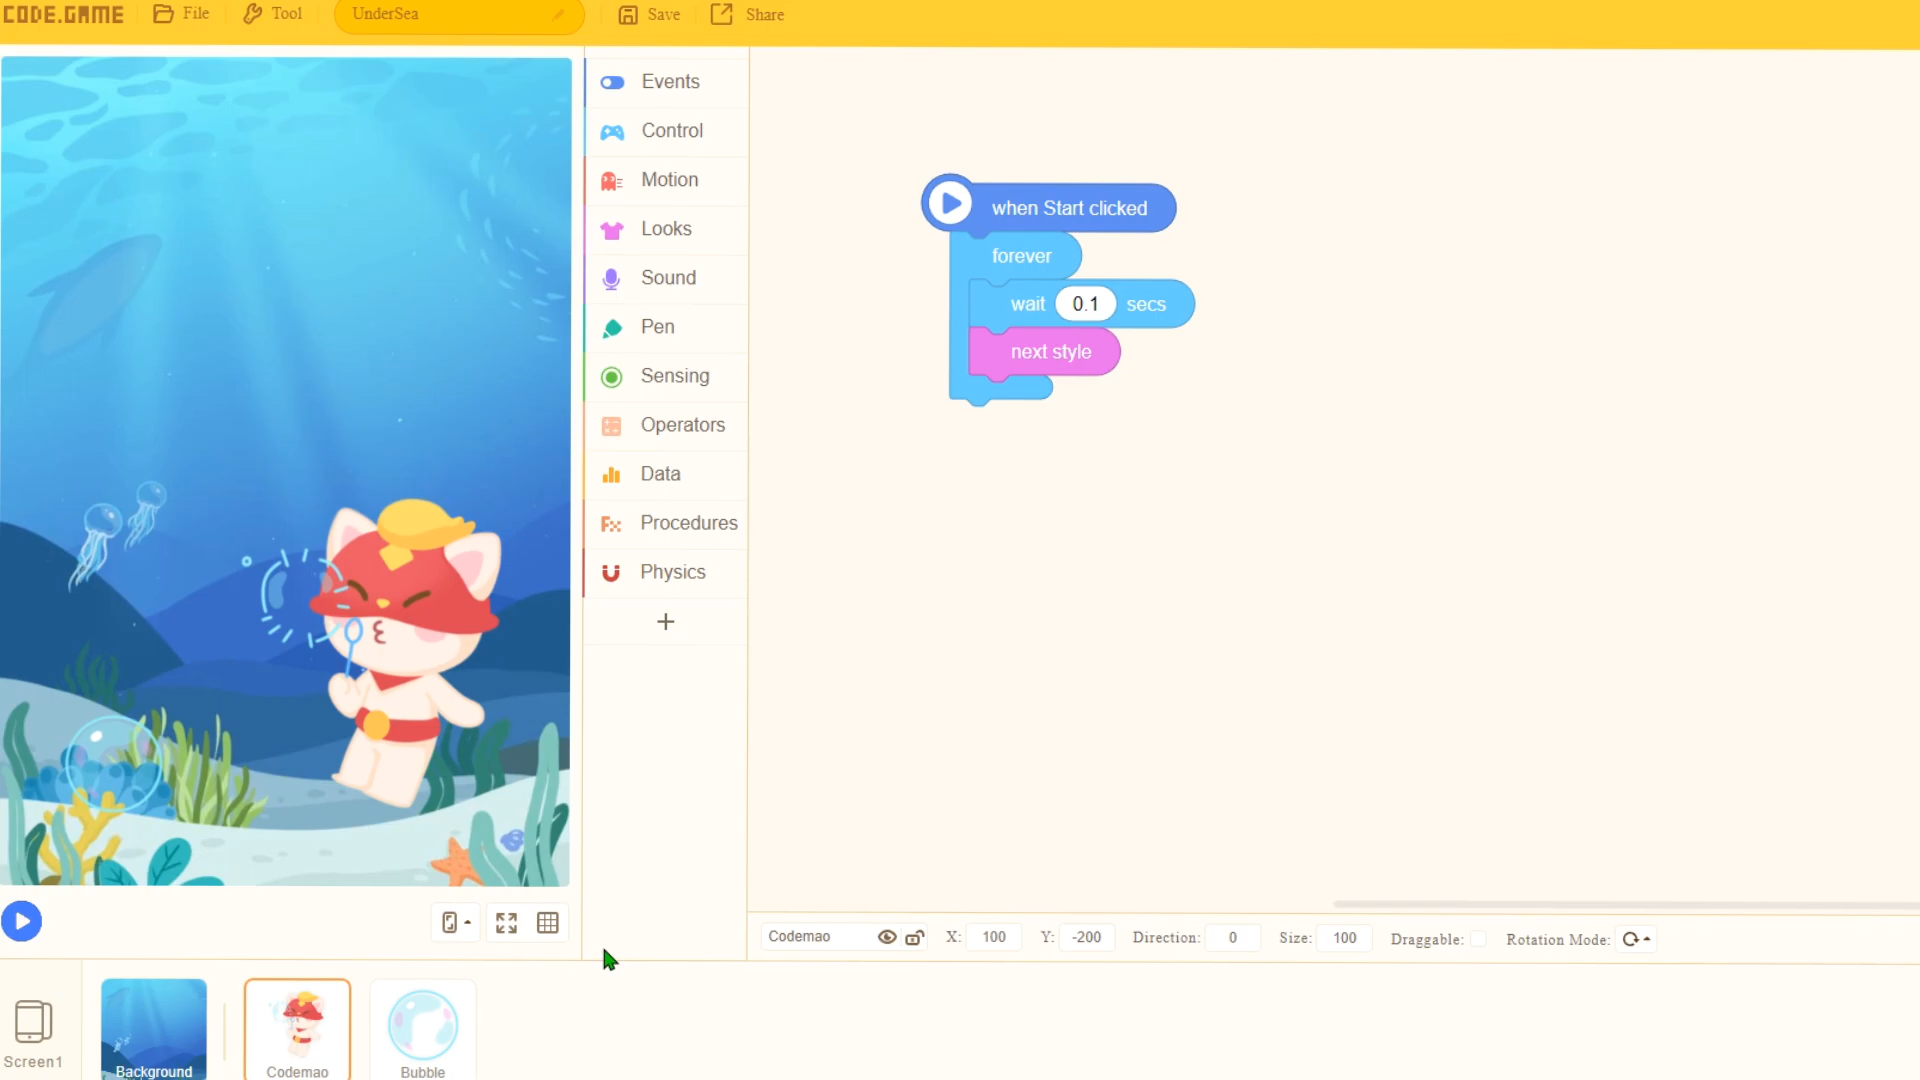 CODE.GAME File Tool UnderSea Save Share
Events
Control
Motion
Looks
Sound
Pen
Sensing
Operators
Data
Procedures
Physics
+
when Start clicked
forever
wait 0.1 secs
next style
Codemao X: 100 Y: -200 Direction: 0 Size: 100 Draggable: Rotation Mode:
Screen1
Background
Codemao
Bubble